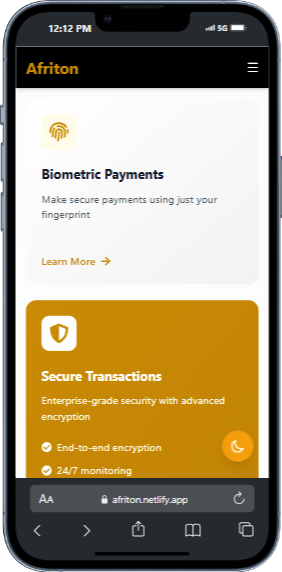 12:12 PM
5G
Afriton
Biometric Payments
Make secure payments using just your
fingerprint
Learn More →
Secure Transactions
Enterprise-grade security with advanced
encryption
End-to-end encryption
24/7 monitoring
AA
afriton.netlify.app